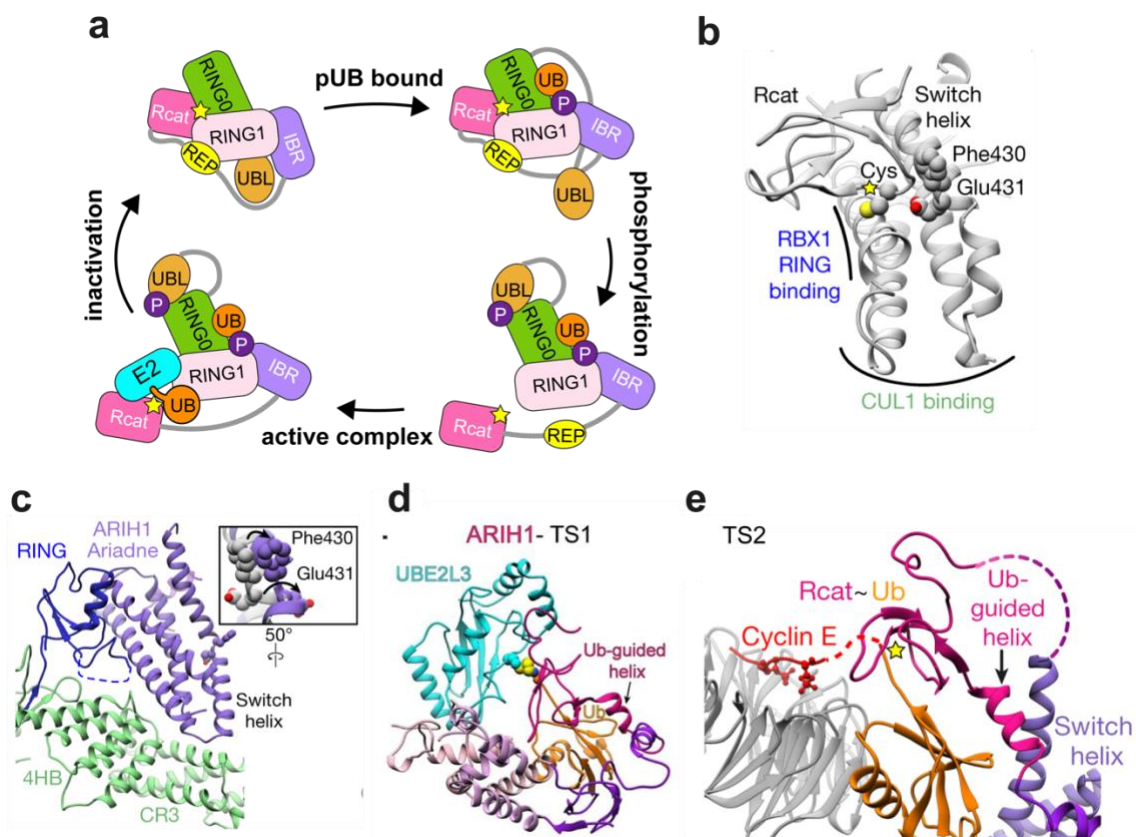 a
pUB bound
phosphorylation
active complex
inactivation
RING0
Rcat
RING1
IBR
REP
UBL
RING0
UB
P
Rcat
RING1
IBR
REP
UBL
UBL
P
RING0
UB
P
RING1
IBR
Rcat
REP
UBL
P
RING0
UB
P
E2
RING1
IBR
UB
Rcat
b
Rcat
Switch
helix
Phe430
Cys
Glu431
RBX1
RING
binding
CUL1 binding
c
ARIH1
Ariadne
RING
Phe430
Glu431
50°
Switch
helix
4HB
CR3
d
ARIH1- TS1
UBE2L3
Ub-guided
helix
Ub
e
TS2
Rcat~Ub
Ub-
guided
helix
Cyclin E
Switch
helix